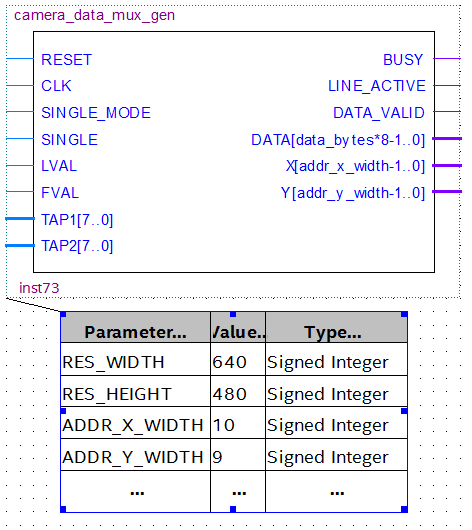 camera_data_mux_gen
RESET BUSY
CLK LINE_ACTIVE
SINGLE_MODE DATA_VALID
SINGLE DATA[data_bytes*8-1..0]
LVAL X[addr_x_width-1..0]
FVAL Y[addr_y_width-1..0]
TAP1[7..0]
TAP2[7..0]
inst73
Parameter... Value.. Type...
RES_WIDTH 640 Signed Integer
RES_HEIGHT 480 Signed Integer
ADDR_X_WIDTH 10 Signed Integer
ADDR_Y_WIDTH 9 Signed Integer
... ... ...